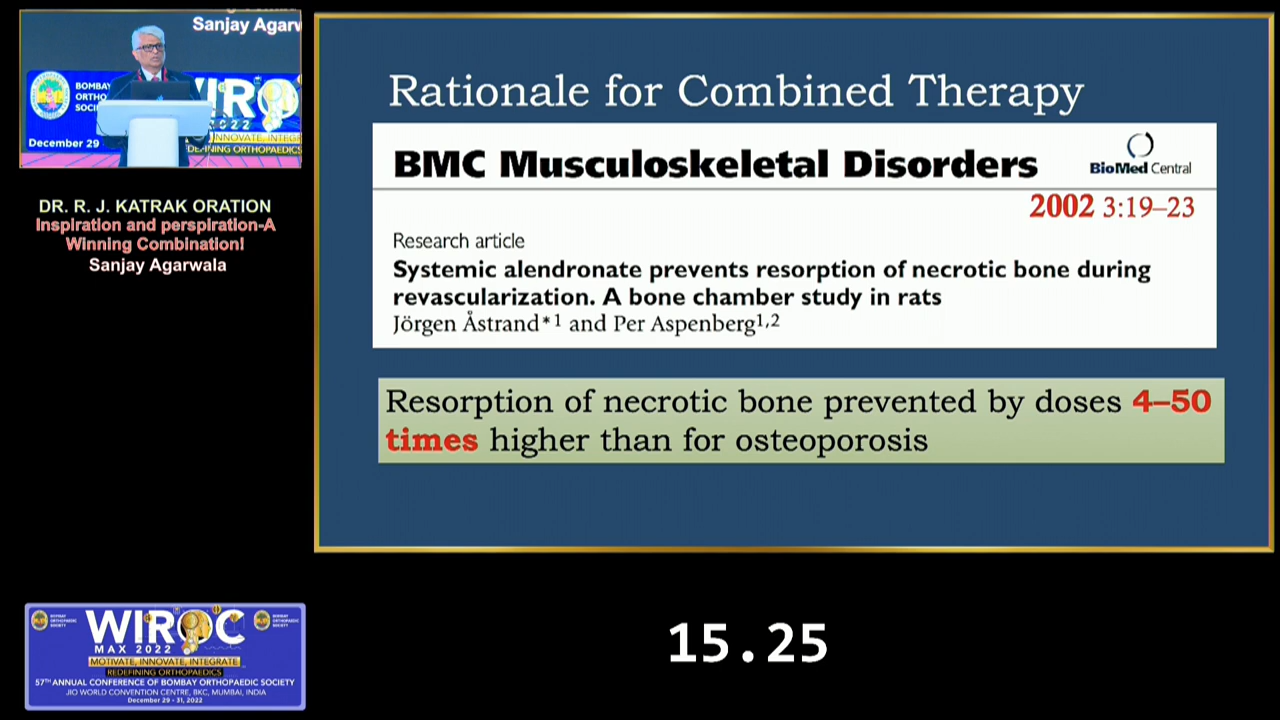 Sanjay Agarw
BOMBAY
ORTHO
SOCI
WIRO
2022
INNOVATE, INTEGR
December 29
REDEFINING ORTHOPAEDICS
DR. R. J. KATRAK ORATION
Inspiration and perspiration-A
Winning Combination!
Sanjay Agarwala
Rationale for Combined Therapy
BMC Musculoskeletal Disorders
BioMed Central
2002 3:19–23
Research article
Systemic alendronate prevents resorption of necrotic bone during
revascularization. A bone chamber study in rats
Jörgen Åstrand*1 and Per Aspenberg1,2
Resorption of necrotic bone prevented by doses 4–50
times higher than for osteoporosis
WIROC
MAX 2022
MOTIVATE, INNOVATE, INTEGRATE
REDEFINING ORTHOPAEDICS
57TH ANNUAL CONFERENCE OF BOMBAY ORTHOPAEDIC SOCIETY
JIO WORLD CONVENTION CENTRE, BKC, MUMBAI, INDIA
December 29 - 31, 2022
15.25